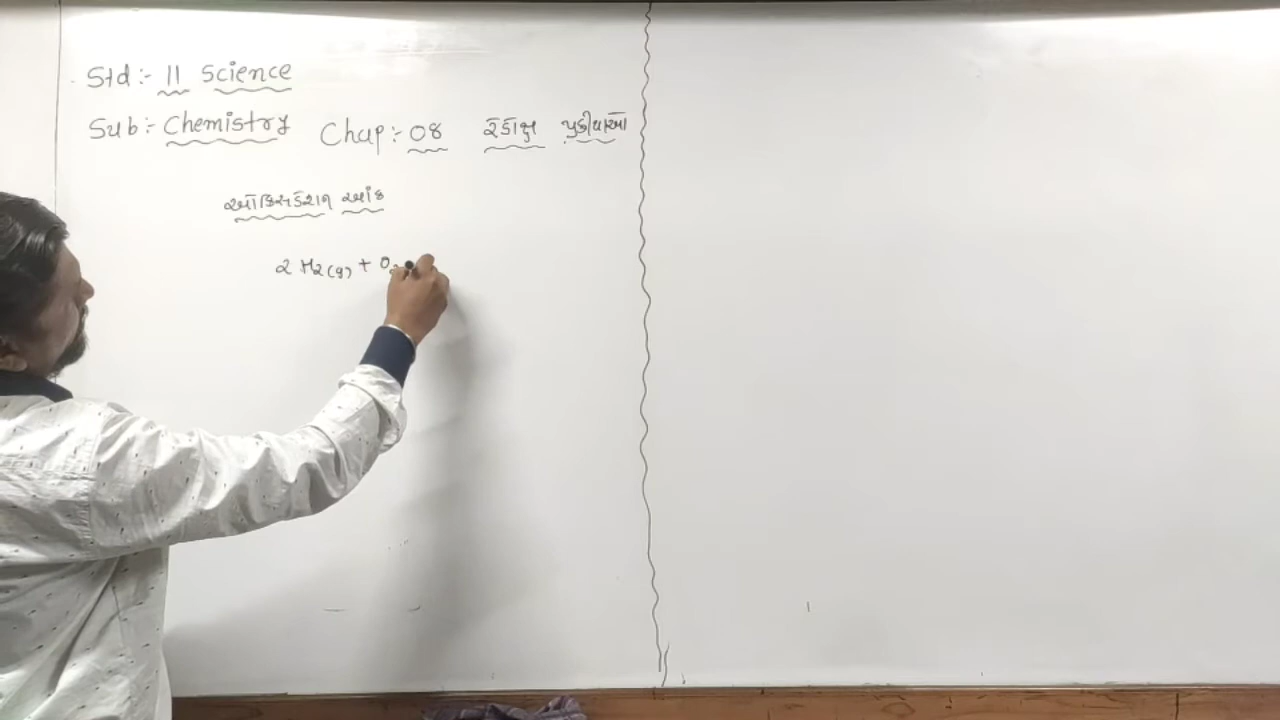 Std:- 11 Science
Sub:- Chemistry Chap:- 08 રેડોક્ષ પ્રક્રીયાઓ
ઓક્સિડેશન આંક
2 H2(g) + O2